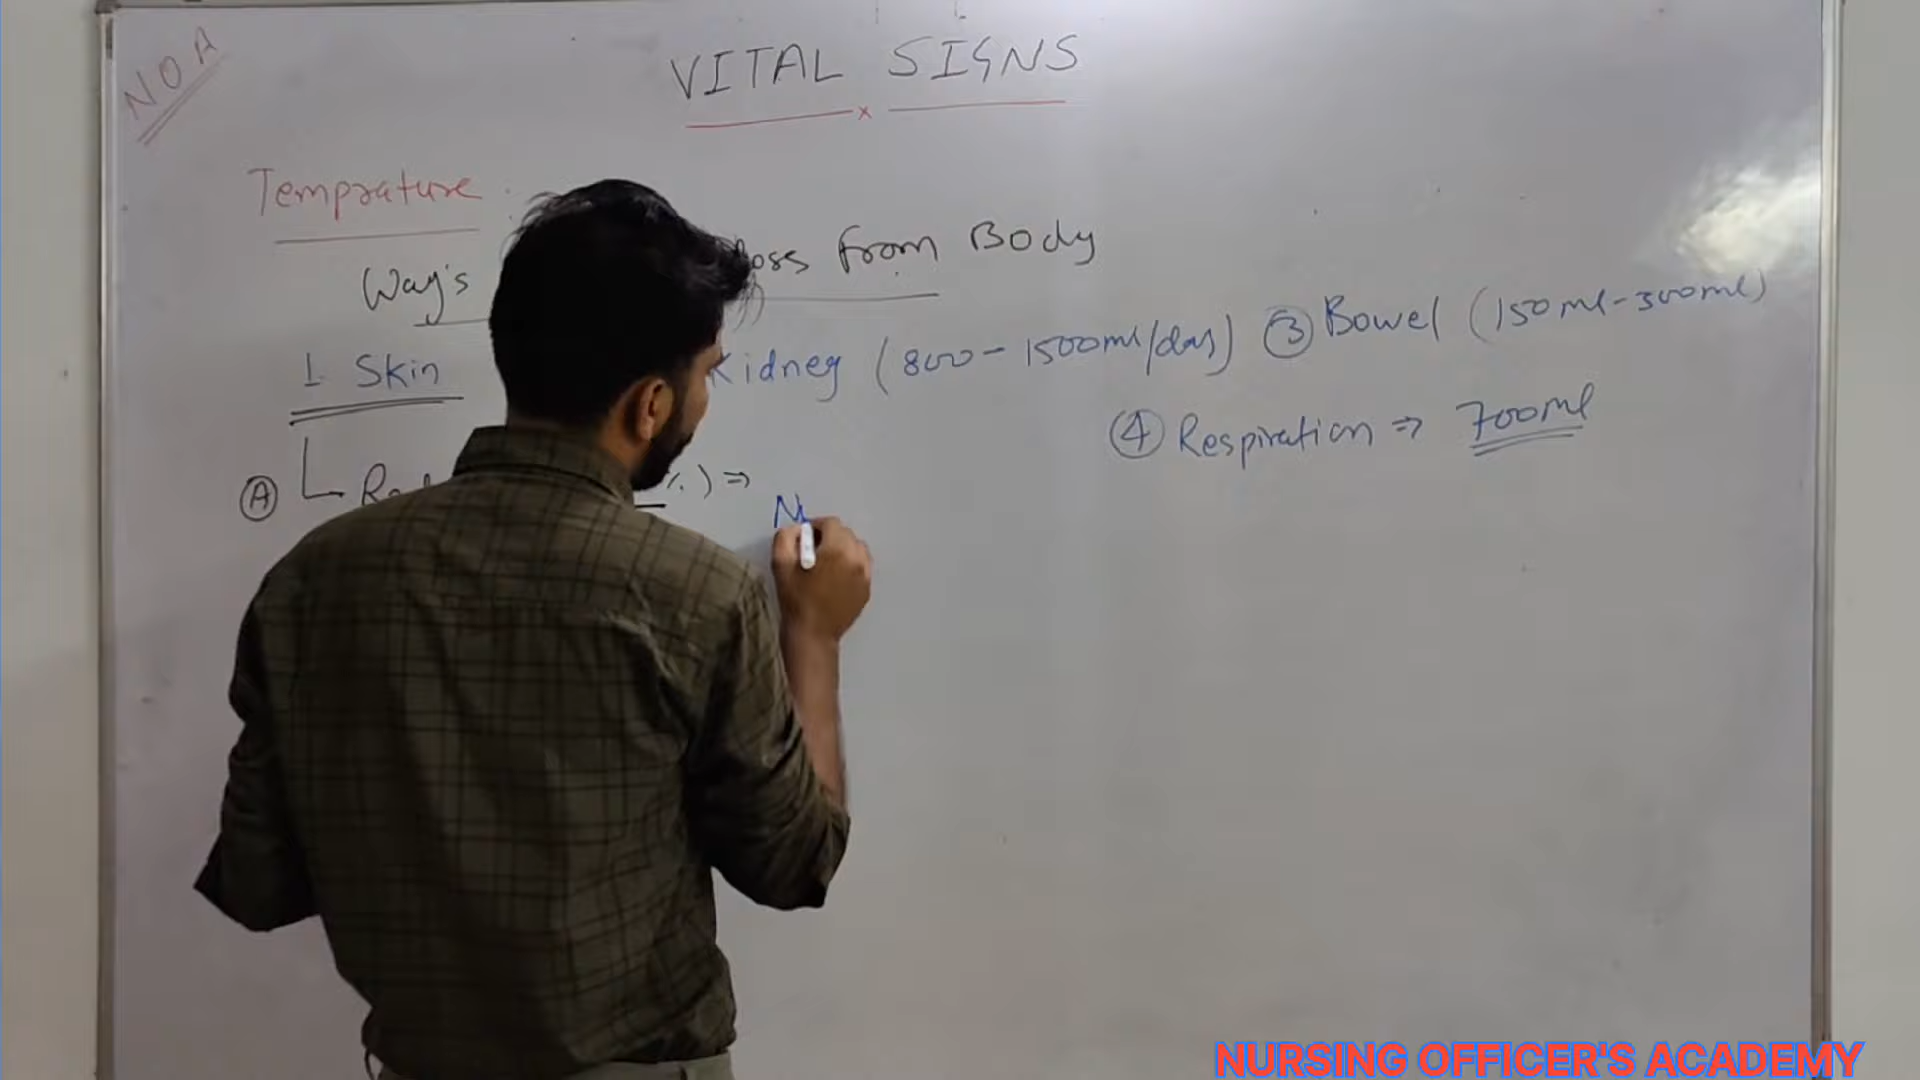 NOA
VITAL SIGNS
Temprature :
Way's loss from Body
1. Skin Kidney (800-1500ml/day) ③ Bowel (150ml-300ml)
④ Respiration ⇒ 700ml
Ⓐ %) ⇒
NURSING OFFICER'S ACADEMY